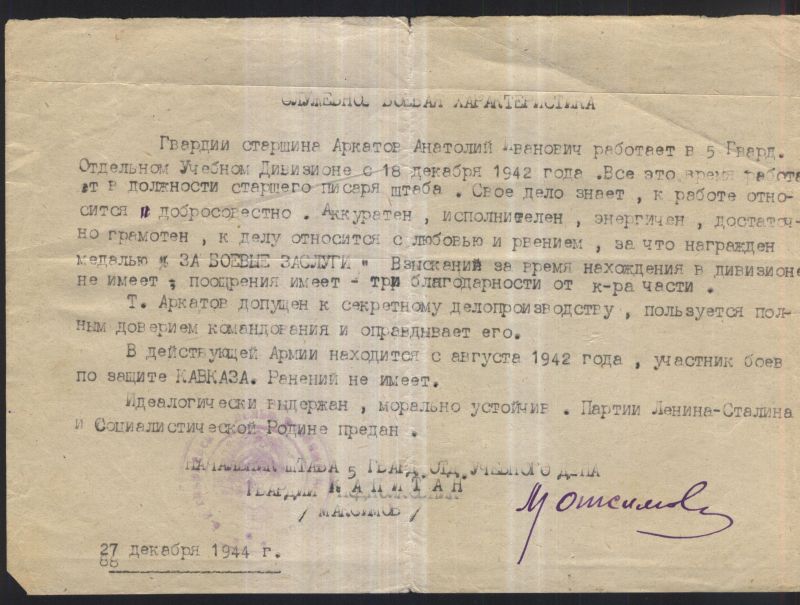 СЛУЖЕБНО БОЕВАЯ ХАРАКТЕРИСТИКА
Гвардии старшина Аркатов Анатолий Иванович работает в 5 Гвард.
Отдельном Учебном Дивизионе с 18 декабря 1942 года .Все это время работа
ет в должности старшего писаря штаба . Свое дело знает , к работе отно-
сится добросовестно . Аккуратен , исполнителен , энергичен , достаточ-
но грамотен , к делу относится с любовью и рвением , за что награжден
медалью " ЗА БОЕВЫЕ ЗАСЛУГИ " Взысканий за время нахождения в дивизионе
не имеет , поощрения имеет - три благодарности от к-ра части .
Т. Аркатов допущен к секретному делопроизводству , пользуется пол-
ным доверием командования и оправдывает его.
В действующей Армии находится с августа 1942 года , участник боев
по защите КАВКАЗА. Ранений не имеет.
Идеалогически выдержан , морально устойчив . Партии Ленина-Сталина
и Социалистической Родине предан .
НАЧАЛЬНИК ШТАБА 5 ГВАРД.ОТД.УЧЕБНОГО ДНА
ГВАРДИИ КАПИТАН
/ МАКСИМОВ /
Максимов
27 декабря 1944 г.